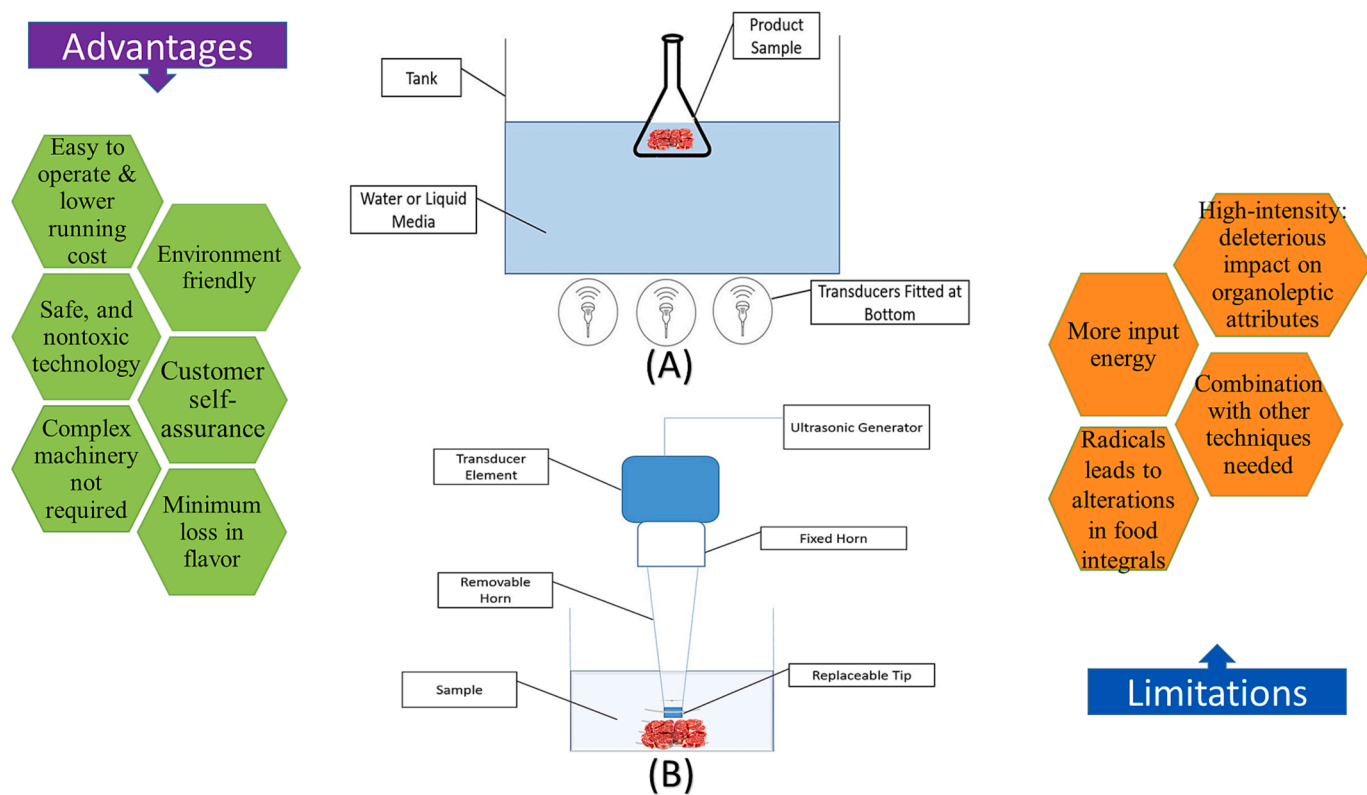 Advantages
Easy to
operate &
lower
running
cost
Environment
friendly
Safe, and
nontoxic
technology
Customer
self-
assurance
Complex
machinery
not
required
Minimum
loss in
flavor
Product
Sample
Tank
Water or Liquid
Media
Transducers Fitted at
Bottom
(A)
Ultrasonic Generator
Transducer
Element
Fixed Horn
Removable
Horn
Sample
Replaceable Tip
(B)
High-intensity:
deleterious
impact on
organoleptic
attributes
More input
energy
Combination
with other
techniques
needed
Radicals
leads to
alterations
in food
integrals
Limitations